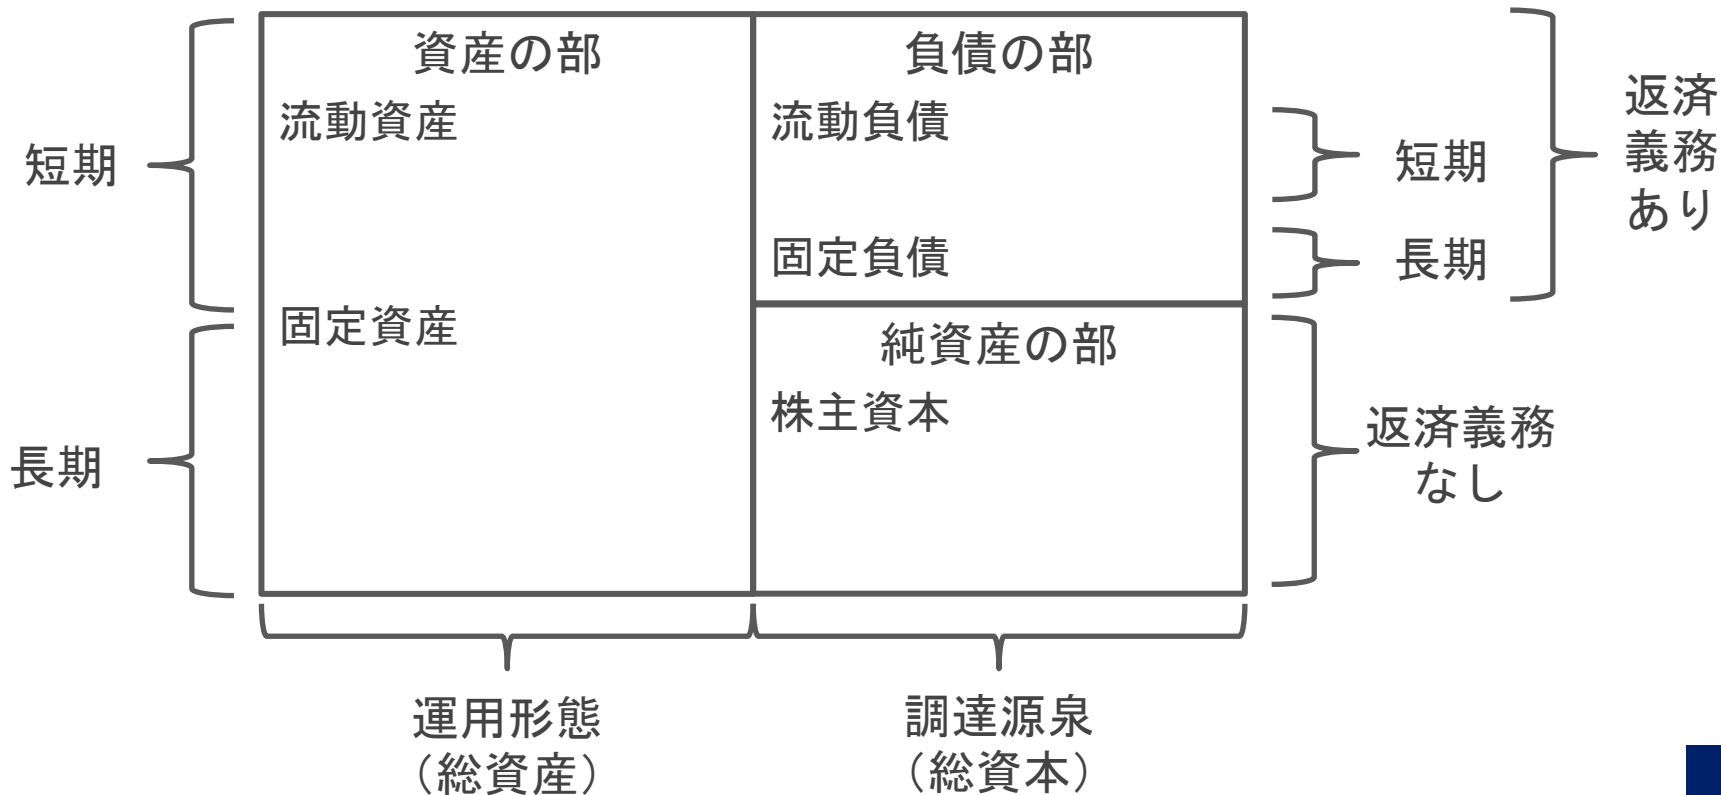 資産の部
流動資産
固定資産
負債の部
流動負債
固定負債
純資産の部
株主資本
短期
長期
短期
長期
返済
義務
あり
返済義務
なし
運用形態
（総資産）
調達源泉
（総資本）